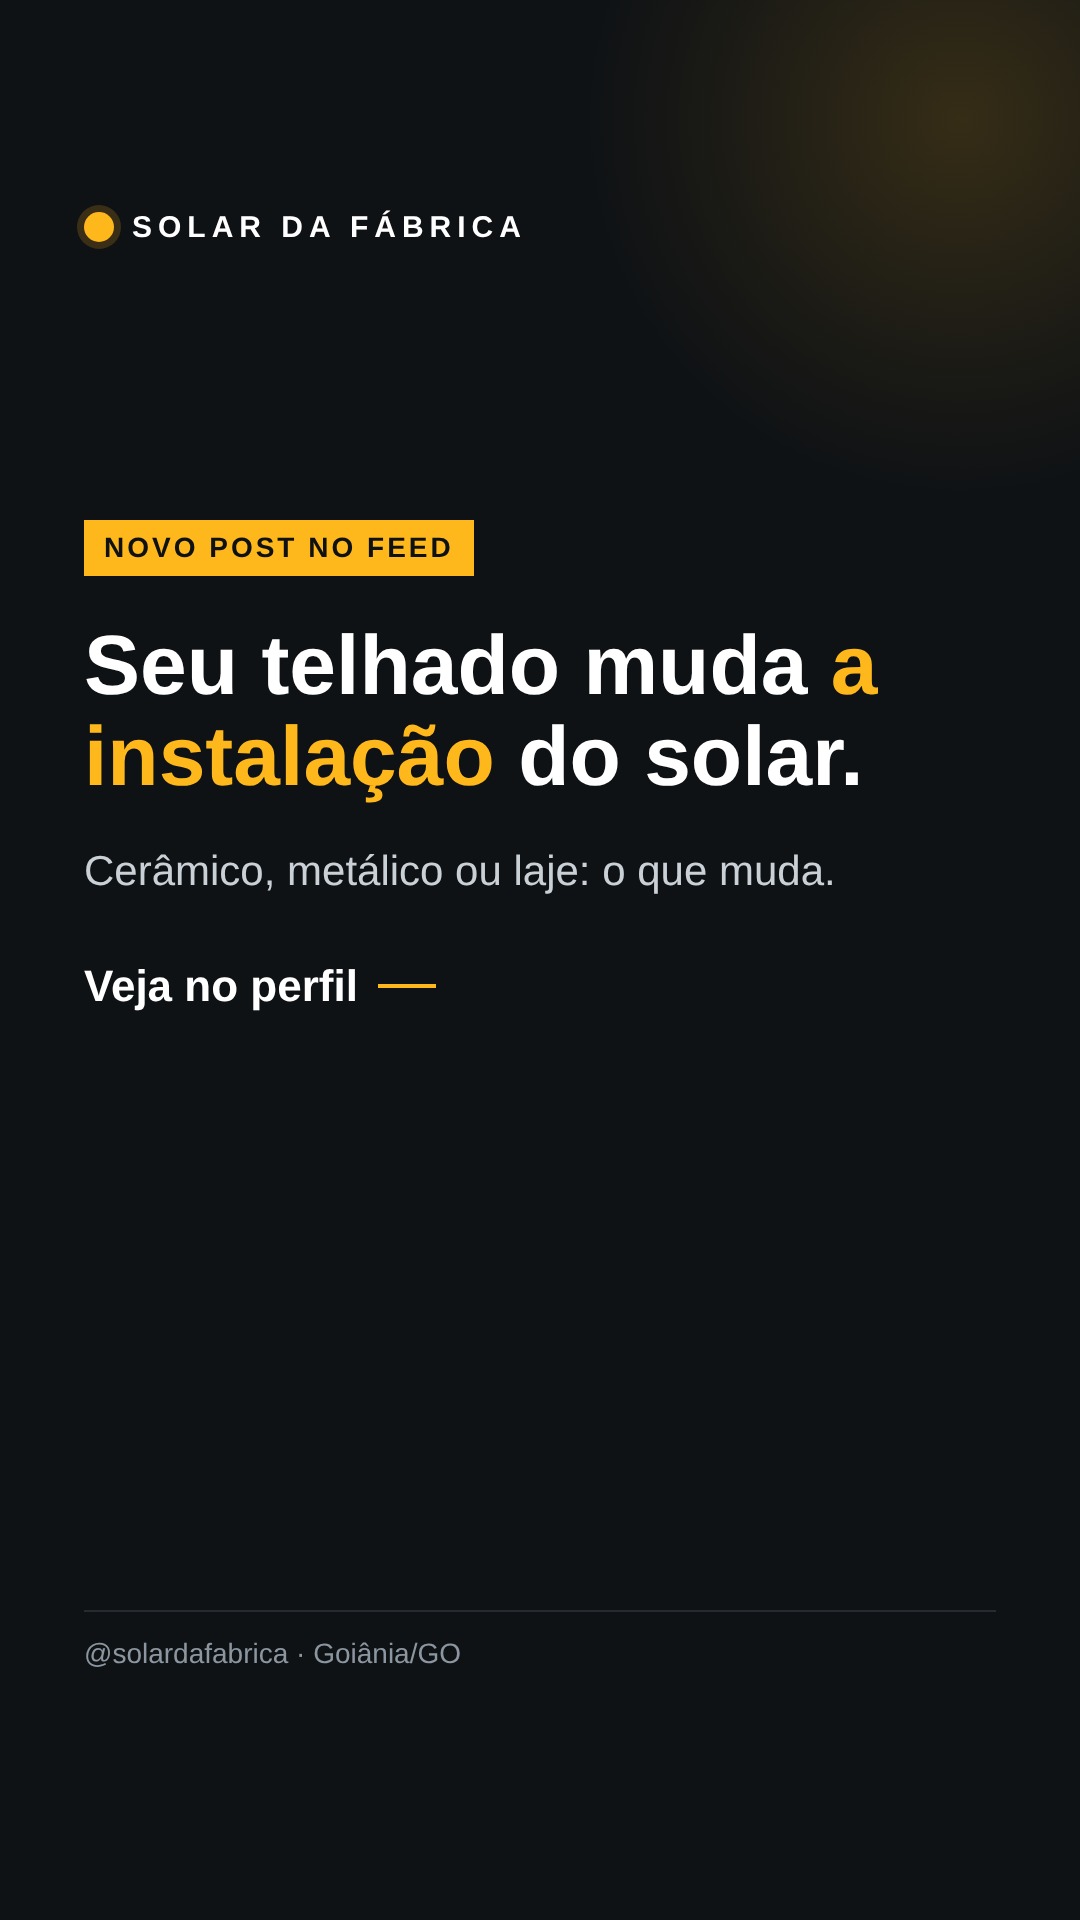 SOLAR DA FÁBRICA
NOVO POST NO FEED
Seu telhado muda a
instalação do solar.
Cerâmico, metálico ou laje: o que muda.
Veja no perfil
@solardafabrica · Goiânia/GO